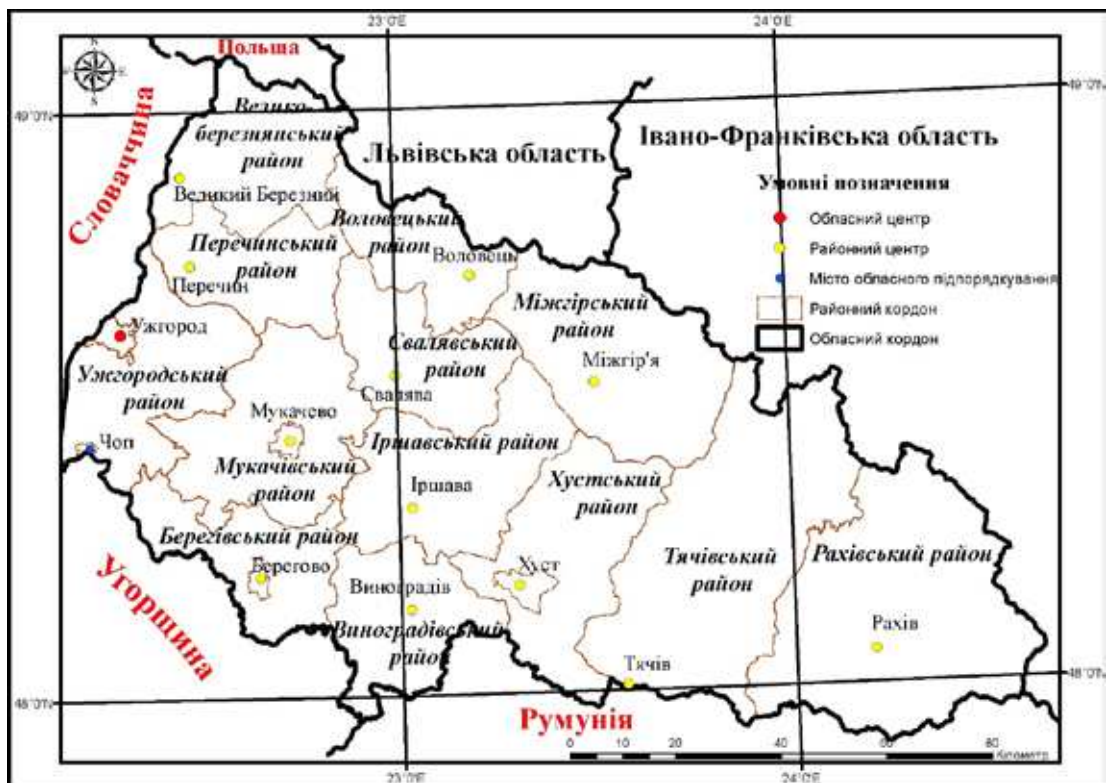 23°0'E
24°0'E
Польша
N
E
S
49°0'N
49°0'N
Словаччина
Велико-
березнянський
район
Львівська область
Івано-Франківська область
Умовні позначення
Обласний центр
Районний центр
Місто обласного підпорядкування
Районний кордон
Обласний кордон
Великий Березний
Воловецький
район
Воловець
Перечинський
район
Перечин
Міжгірський
район
Міжгір'я
Ужгород
Ужгородський
район
Свалявський
район
Свалява
Мукачево
Мукачівський
район
Чоп
Іршавський район
Іршава
Хустський
район
Хуст
Берегівський район
Берегово
Виноградів
Виноградівський
район
Тячівський
район
Тячів
Рахівський район
Рахів
Угорщина
Румунія
48°0'N
48°0'N
0 10 20 40 60 80
Кілометр
23°0'E
24°0'E